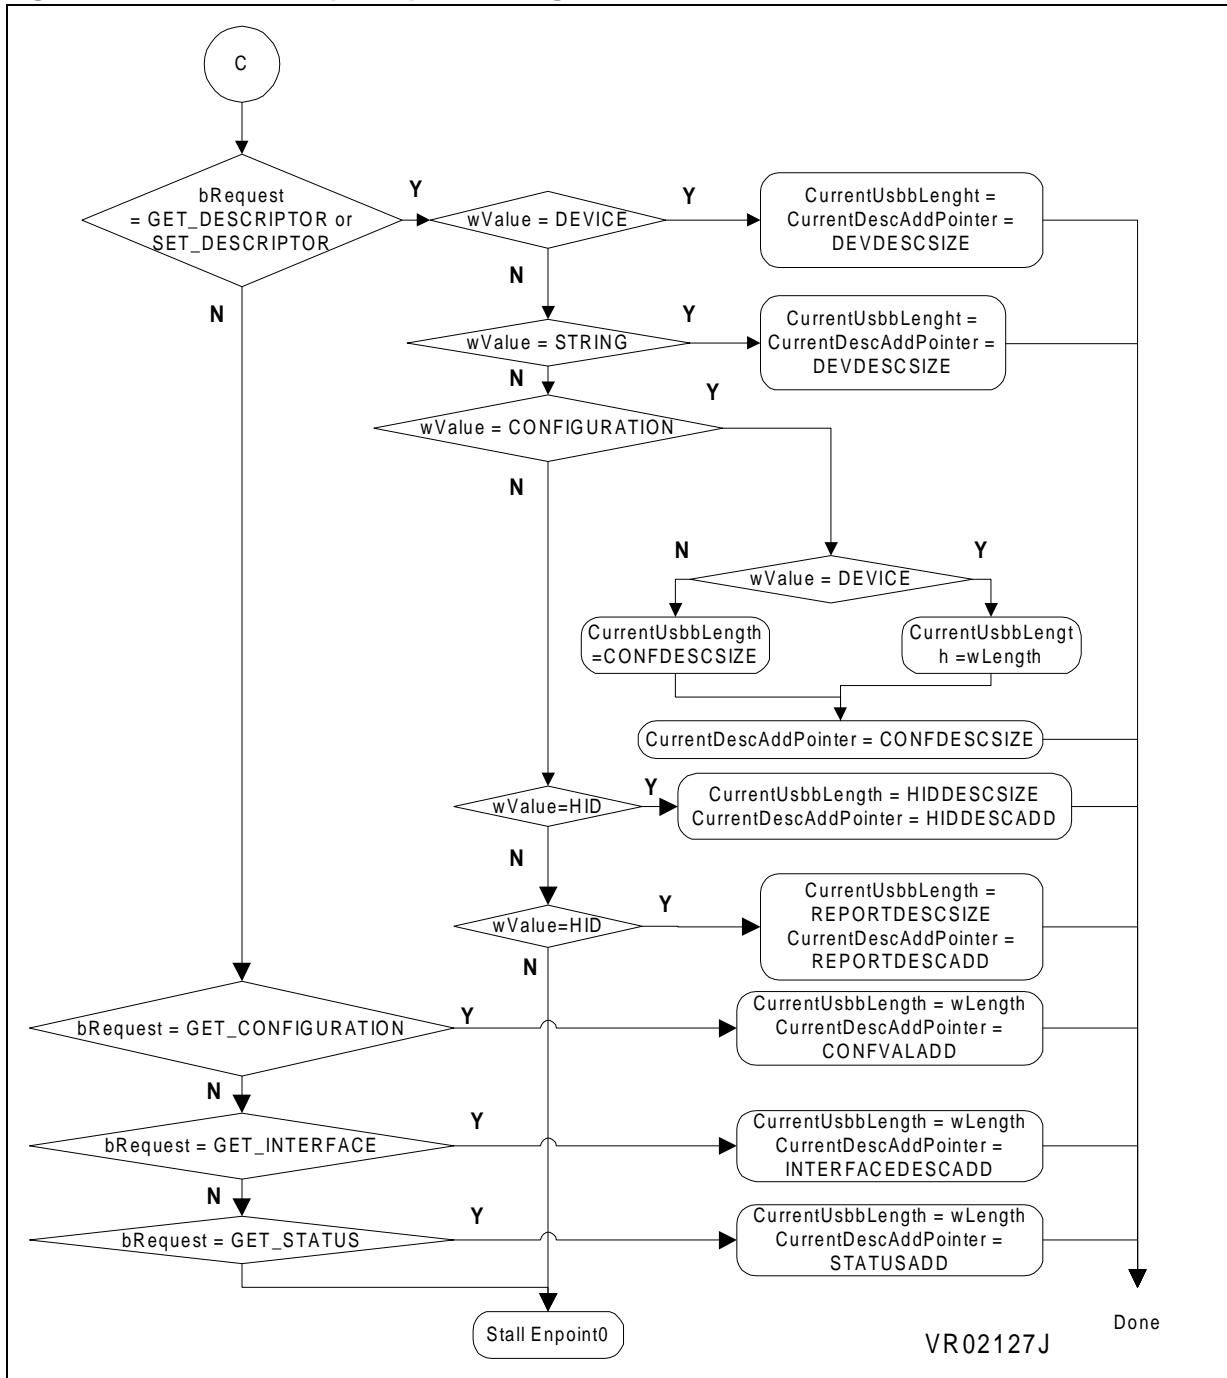 C
bRequest
= GET_DESCRIPTOR or
SET_DESCRIPTOR
Y
wValue = DEVICE
Y
CurrentUsbbLenght =
CurrentDescAddPointer =
DEVDESCSIZE
N
N
wValue = STRING
Y
CurrentUsbbLenght =
CurrentDescAddPointer =
DEVDESCSIZE
N
Y
wValue = CONFIGURATION
N
N
Y
wValue = DEVICE
CurrentUsbbLength
=CONFDESCSIZE
CurrentUsbbLengt
h =wLength
CurrentDescAddPointer = CONFDESCSIZE
wValue=HID
Y
CurrentUsbbLength = HIDDESCSIZE
CurrentDescAddPointer = HIDDESCADD
N
wValue=HID
Y
CurrentUsbbLength =
REPORTDESCSIZE
CurrentDescAddPointer =
REPORTDESCADD
N
bRequest = GET_CONFIGURATION
Y
CurrentUsbbLength = wLength
CurrentDescAddPointer =
CONFVALADD
N
bRequest = GET_INTERFACE
Y
CurrentUsbbLength = wLength
CurrentDescAddPointer =
INTERFACEDESCADD
N
bRequest = GET_STATUS
Y
CurrentUsbbLength = wLength
CurrentDescAddPointer =
STATUSADD
Stall Enpoint0
Done
VR02127J